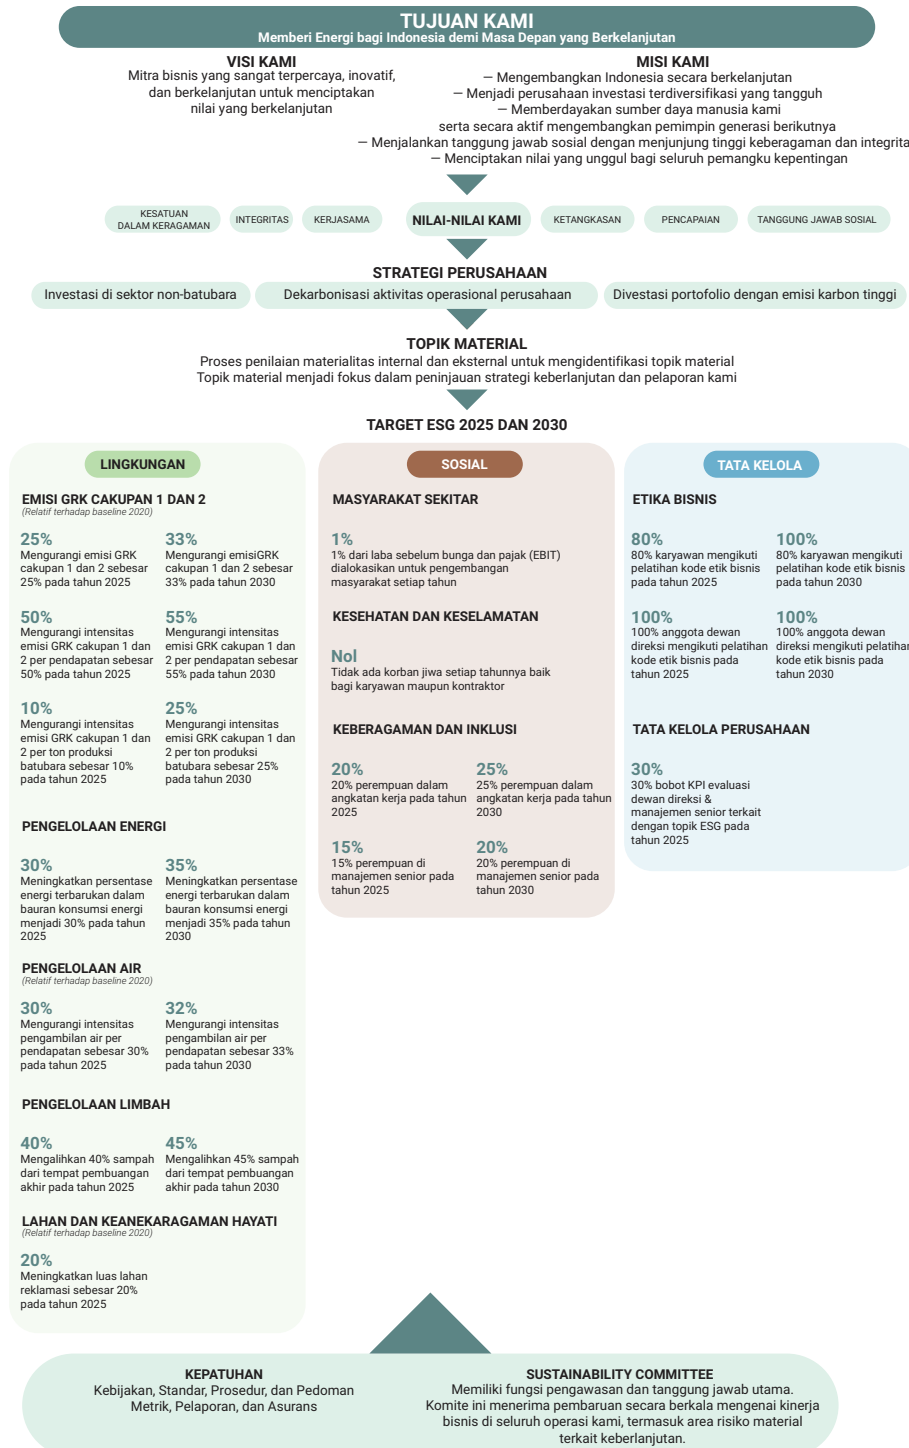 TUJUAN KAMI
Memberi Energi bagi Indonesia demi Masa Depan yang Berkelanjutan
VISI KAMI
Mitra bisnis yang sangat terpercaya, inovatif,
dan berkelanjutan untuk menciptakan
nilai yang berkelanjutan
MISI KAMI
— Mengembangkan Indonesia secara berkelanjutan
— Menjadi perusahaan investasi terdiversifikasi yang tangguh
— Memberdayakan sumber daya manusia kami
serta secara aktif mengembangkan pemimpin generasi berikutnya
— Menjalankan tanggung jawab sosial dengan menjunjung tinggi keberagaman dan integrita
— Menciptakan nilai yang unggul bagi seluruh pemangku kepentingan
KESATUAN
DALAM KERAGAMAN
INTEGRITAS
KERJASAMA
NILAI-NILAI KAMI
KETANGKASAN
PENCAPAIAN
TANGGUNG JAWAB SOSIAL
STRATEGI PERUSAHAAN
Investasi di sektor non-batubara
Dekarbonisasi aktivitas operasional perusahaan
Divestasi portofolio dengan emisi karbon tinggi
TOPIK MATERIAL
Proses penilaian materialitas internal dan eksternal untuk mengidentifikasi topik material
Topik material menjadi fokus dalam peninjauan strategi keberlanjutan dan pelaporan kami
TARGET ESG 2025 DAN 2030
LINGKUNGAN
EMISI GRK CAKUPAN 1 DAN 2
(Relatif terhadap baseline 2020)
25%
Mengurangi emisi GRK
cakupan 1 dan 2 sebesar
25% pada tahun 2025
33%
Mengurangi emisiGRK
cakupan 1 dan 2 sebesar
33% pada tahun 2030
50%
Mengurangi intensitas
emisi GRK cakupan 1 dan
2 per pendapatan sebesar
50% pada tahun 2025
55%
Mengurangi intensitas
emisi GRK cakupan 1 dan
2 per pendapatan sebesar
55% pada tahun 2030
10%
Mengurangi intensitas
emisi GRK cakupan 1 dan
2 per ton produksi
batubara sebesar 10%
pada tahun 2025
25%
Mengurangi intensitas
emisi GRK cakupan 1 dan
2 per ton produksi
batubara sebesar 25%
pada tahun 2030
PENGELOLAAN ENERGI
30%
Meningkatkan persentase
energi terbarukan dalam
bauran konsumsi energi
menjadi 30% pada tahun
2025
35%
Meningkatkan persentase
energi terbarukan dalam
bauran konsumsi energi
menjadi 35% pada tahun
2030
PENGELOLAAN AIR
(Relatif terhadap baseline 2020)
30%
Mengurangi intensitas
pengambilan air per
pendapatan sebesar 30%
pada tahun 2025
32%
Mengurangi intensitas
pengambilan air per
pendapatan sebesar 33%
pada tahun 2030
PENGELOLAAN LIMBAH
40%
Mengalihkan 40% sampah
dari tempat pembuangan
akhir pada tahun 2025
45%
Mengalihkan 45% sampah
dari tempat pembuangan
akhir pada tahun 2030
LAHAN DAN KEANEKARAGAMAN HAYATI
(Relatif terhadap baseline 2020)
20%
Meningkatkan luas lahan
reklamasi sebesar 20%
pada tahun 2025
SOSIAL
MASYARAKAT SEKITAR
1%
1% dari laba sebelum bunga dan pajak (EBIT)
dialokasikan untuk pengembangan
masyarakat setiap tahun
KESEHATAN DAN KESELAMATAN
Nol
Tidak ada korban jiwa setiap tahunnya baik
bagi karyawan maupun kontraktor
KEBERAGAMAN DAN INKLUSI
20%
20% perempuan dalam
angkatan kerja pada tahun
2025
25%
25% perempuan dalam
angkatan kerja pada tahun
2030
15%
15% perempuan di
manajemen senior pada
tahun 2025
20%
20% perempuan di
manajemen senior pada
tahun 2030
TATA KELOLA
ETIKA BISNIS
80%
80% karyawan mengikuti
pelatihan kode etik bisnis
pada tahun 2025
100%
80% karyawan mengikuti
pelatihan kode etik bisnis
pada tahun 2030
100%
100% anggota dewan
direksi mengikuti pelatihan
kode etik bisnis pada
tahun 2025
100%
100% anggota dewan
direksi mengikuti pelatihan
kode etik bisnis pada
tahun 2030
TATA KELOLA PERUSAHAAN
30%
30% bobot KPI evaluasi
dewan direksi &
manajemen senior terkait
dengan topik ESG pada
tahun 2025
KEPATUHAN
Kebijakan, Standar, Prosedur, dan Pedoman
Metrik, Pelaporan, dan Asurans
SUSTAINABILITY COMMITTEE
Memiliki fungsi pengawasan dan tanggung jawab utama.
Komite ini menerima pembaruan secara berkala mengenai kinerja
bisnis di seluruh operasi kami, termasuk area risiko material
terkait keberlanjutan.